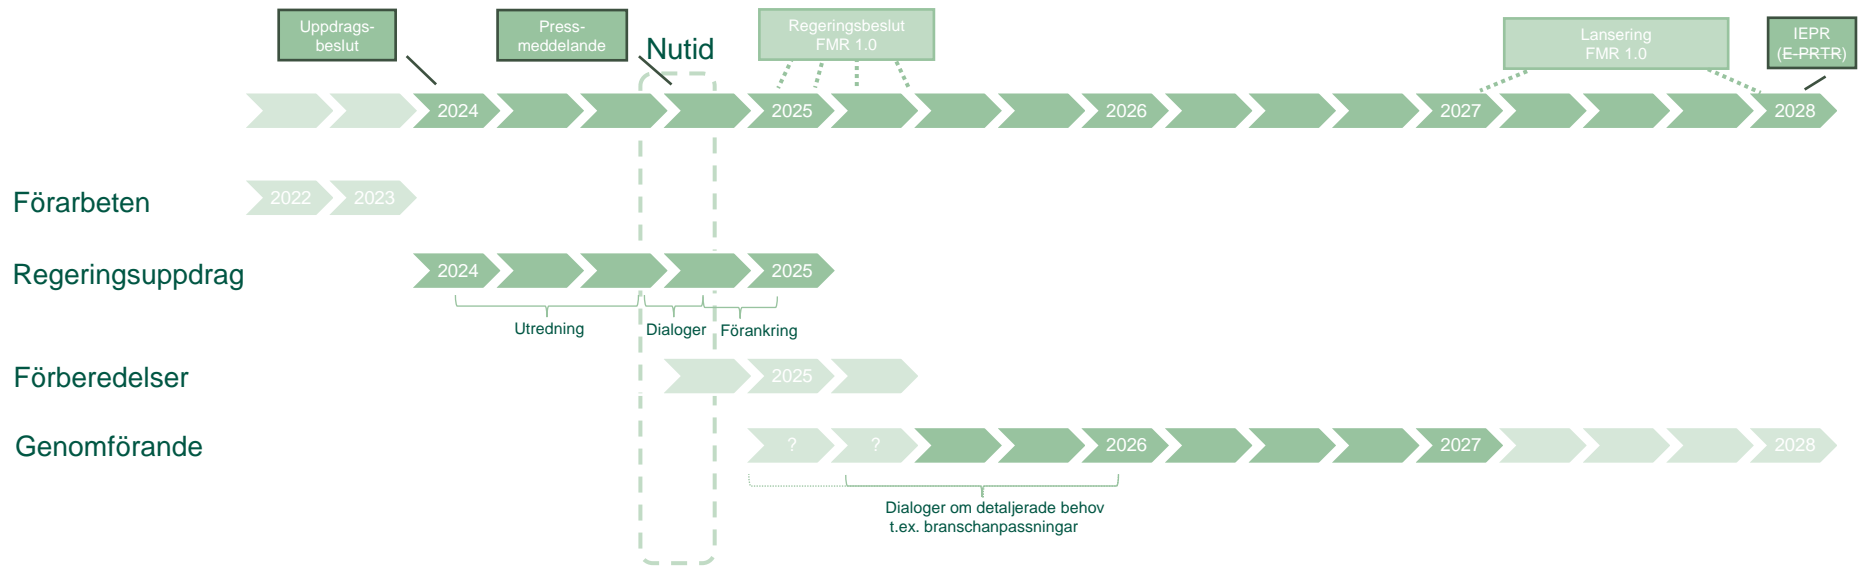 Uppdrags-
beslut
Press-
meddelande
Nutid
Regeringsbeslut
FMR 1.0
Lansering
FMR 1.0
IEPR
(E-PRTR)
2024
2025
2026
2027
2028
Förarbeten
2022
2023
Regeringsuppdrag
2024
2025
Utredning
Dialoger
Förankring
Förberedelser
2025
Genomförande
?
?
2026
2027
2028
Dialoger om detaljerade behov
t.ex. branschanpassningar